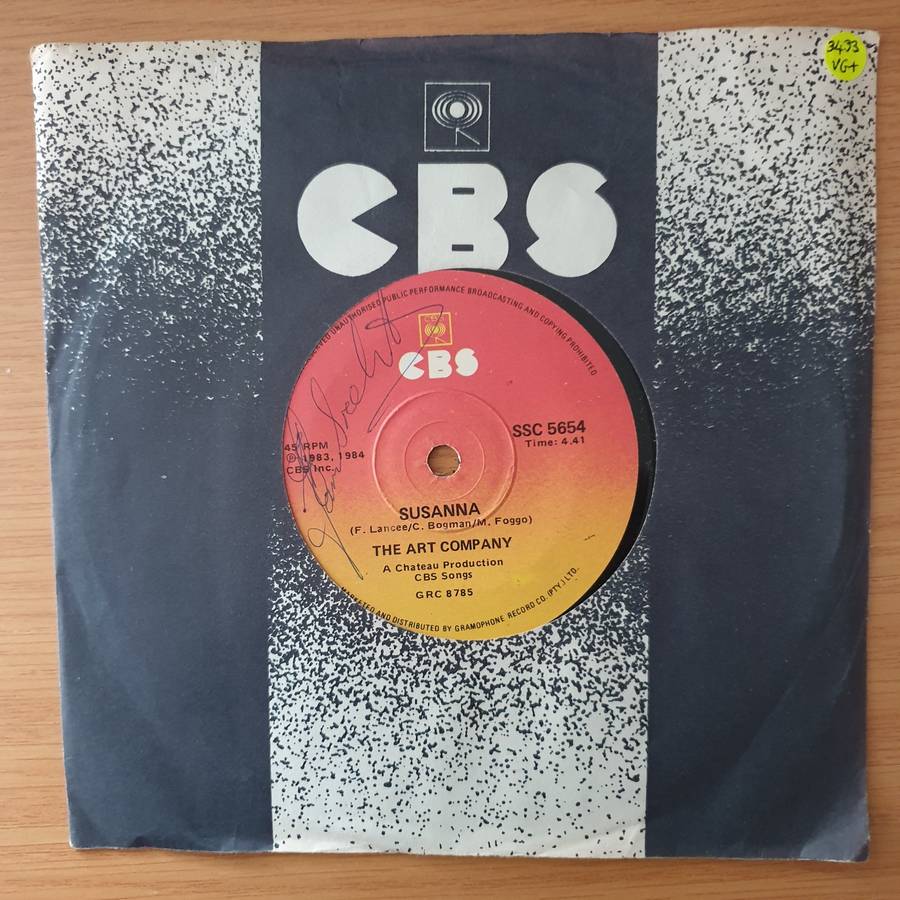 3493
VG+
CBS
UNAUTHORISED PUBLIC PERFORMANCE BROADCASTING AND COPYING PROHIBITED
CBS
CBS
SSC 5654
Time: 4.41
45 RPM
℗ 1983, 1984
CBS Inc.
SUSANNA
(F. Lancee/C. Bogman/M. Foggo)
THE ART COMPANY
A Chateau Production
CBS Songs
GRC 8785
AND DISTRIBUTED BY GRAMOPHONE RECORD CO. (PTY.) LTD.